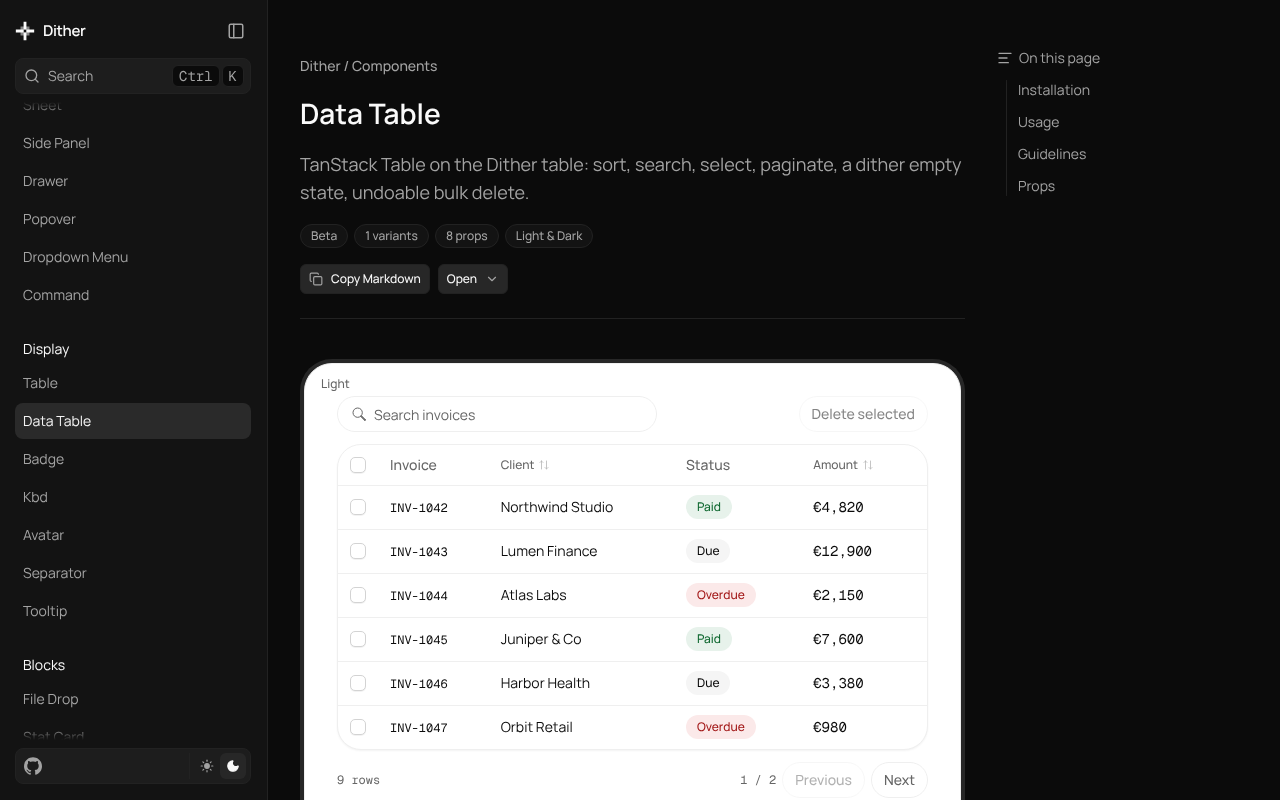 Dither
Search Ctrl K
Sheet
Side Panel
Drawer
Popover
Dropdown Menu
Command
Display
Table
Data Table
Badge
Kbd
Avatar
Separator
Tooltip
Blocks
File Drop
Stat Card
Dither / Components
Data Table
TanStack Table on the Dither table: sort, search, select, paginate, a dither empty
state, undoable bulk delete.
Beta 1 variants 8 props Light & Dark
Copy Markdown Open
Light
Search invoices Delete selected
Invoice Client Status Amount
INV-1042 Northwind Studio Paid €4,820
INV-1043 Lumen Finance Due €12,900
INV-1044 Atlas Labs Overdue €2,150
INV-1045 Juniper & Co Paid €7,600
INV-1046 Harbor Health Due €3,380
INV-1047 Orbit Retail Overdue €980
9 rows 1 / 2 Previous Next
On this page
Installation
Usage
Guidelines
Props